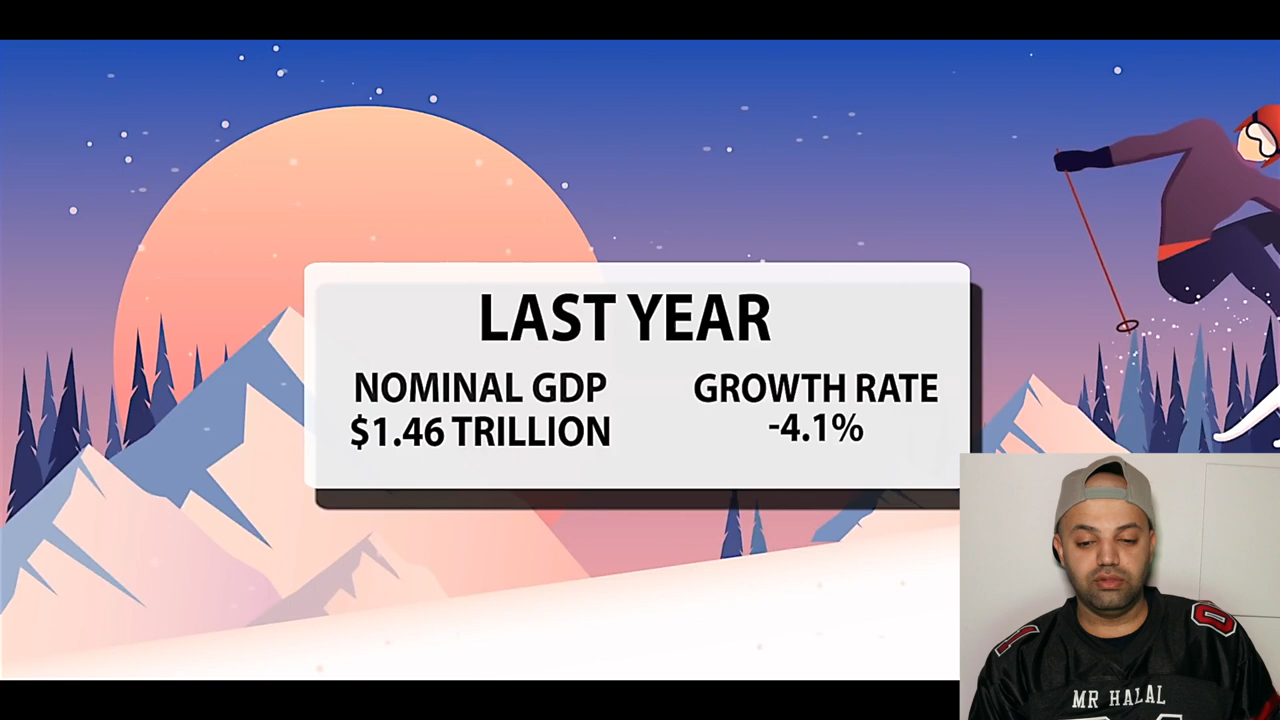 LAST YEAR
NOMINAL GDP
$1.46 TRILLION
GROWTH RATE
-4.1%
MR HALAL